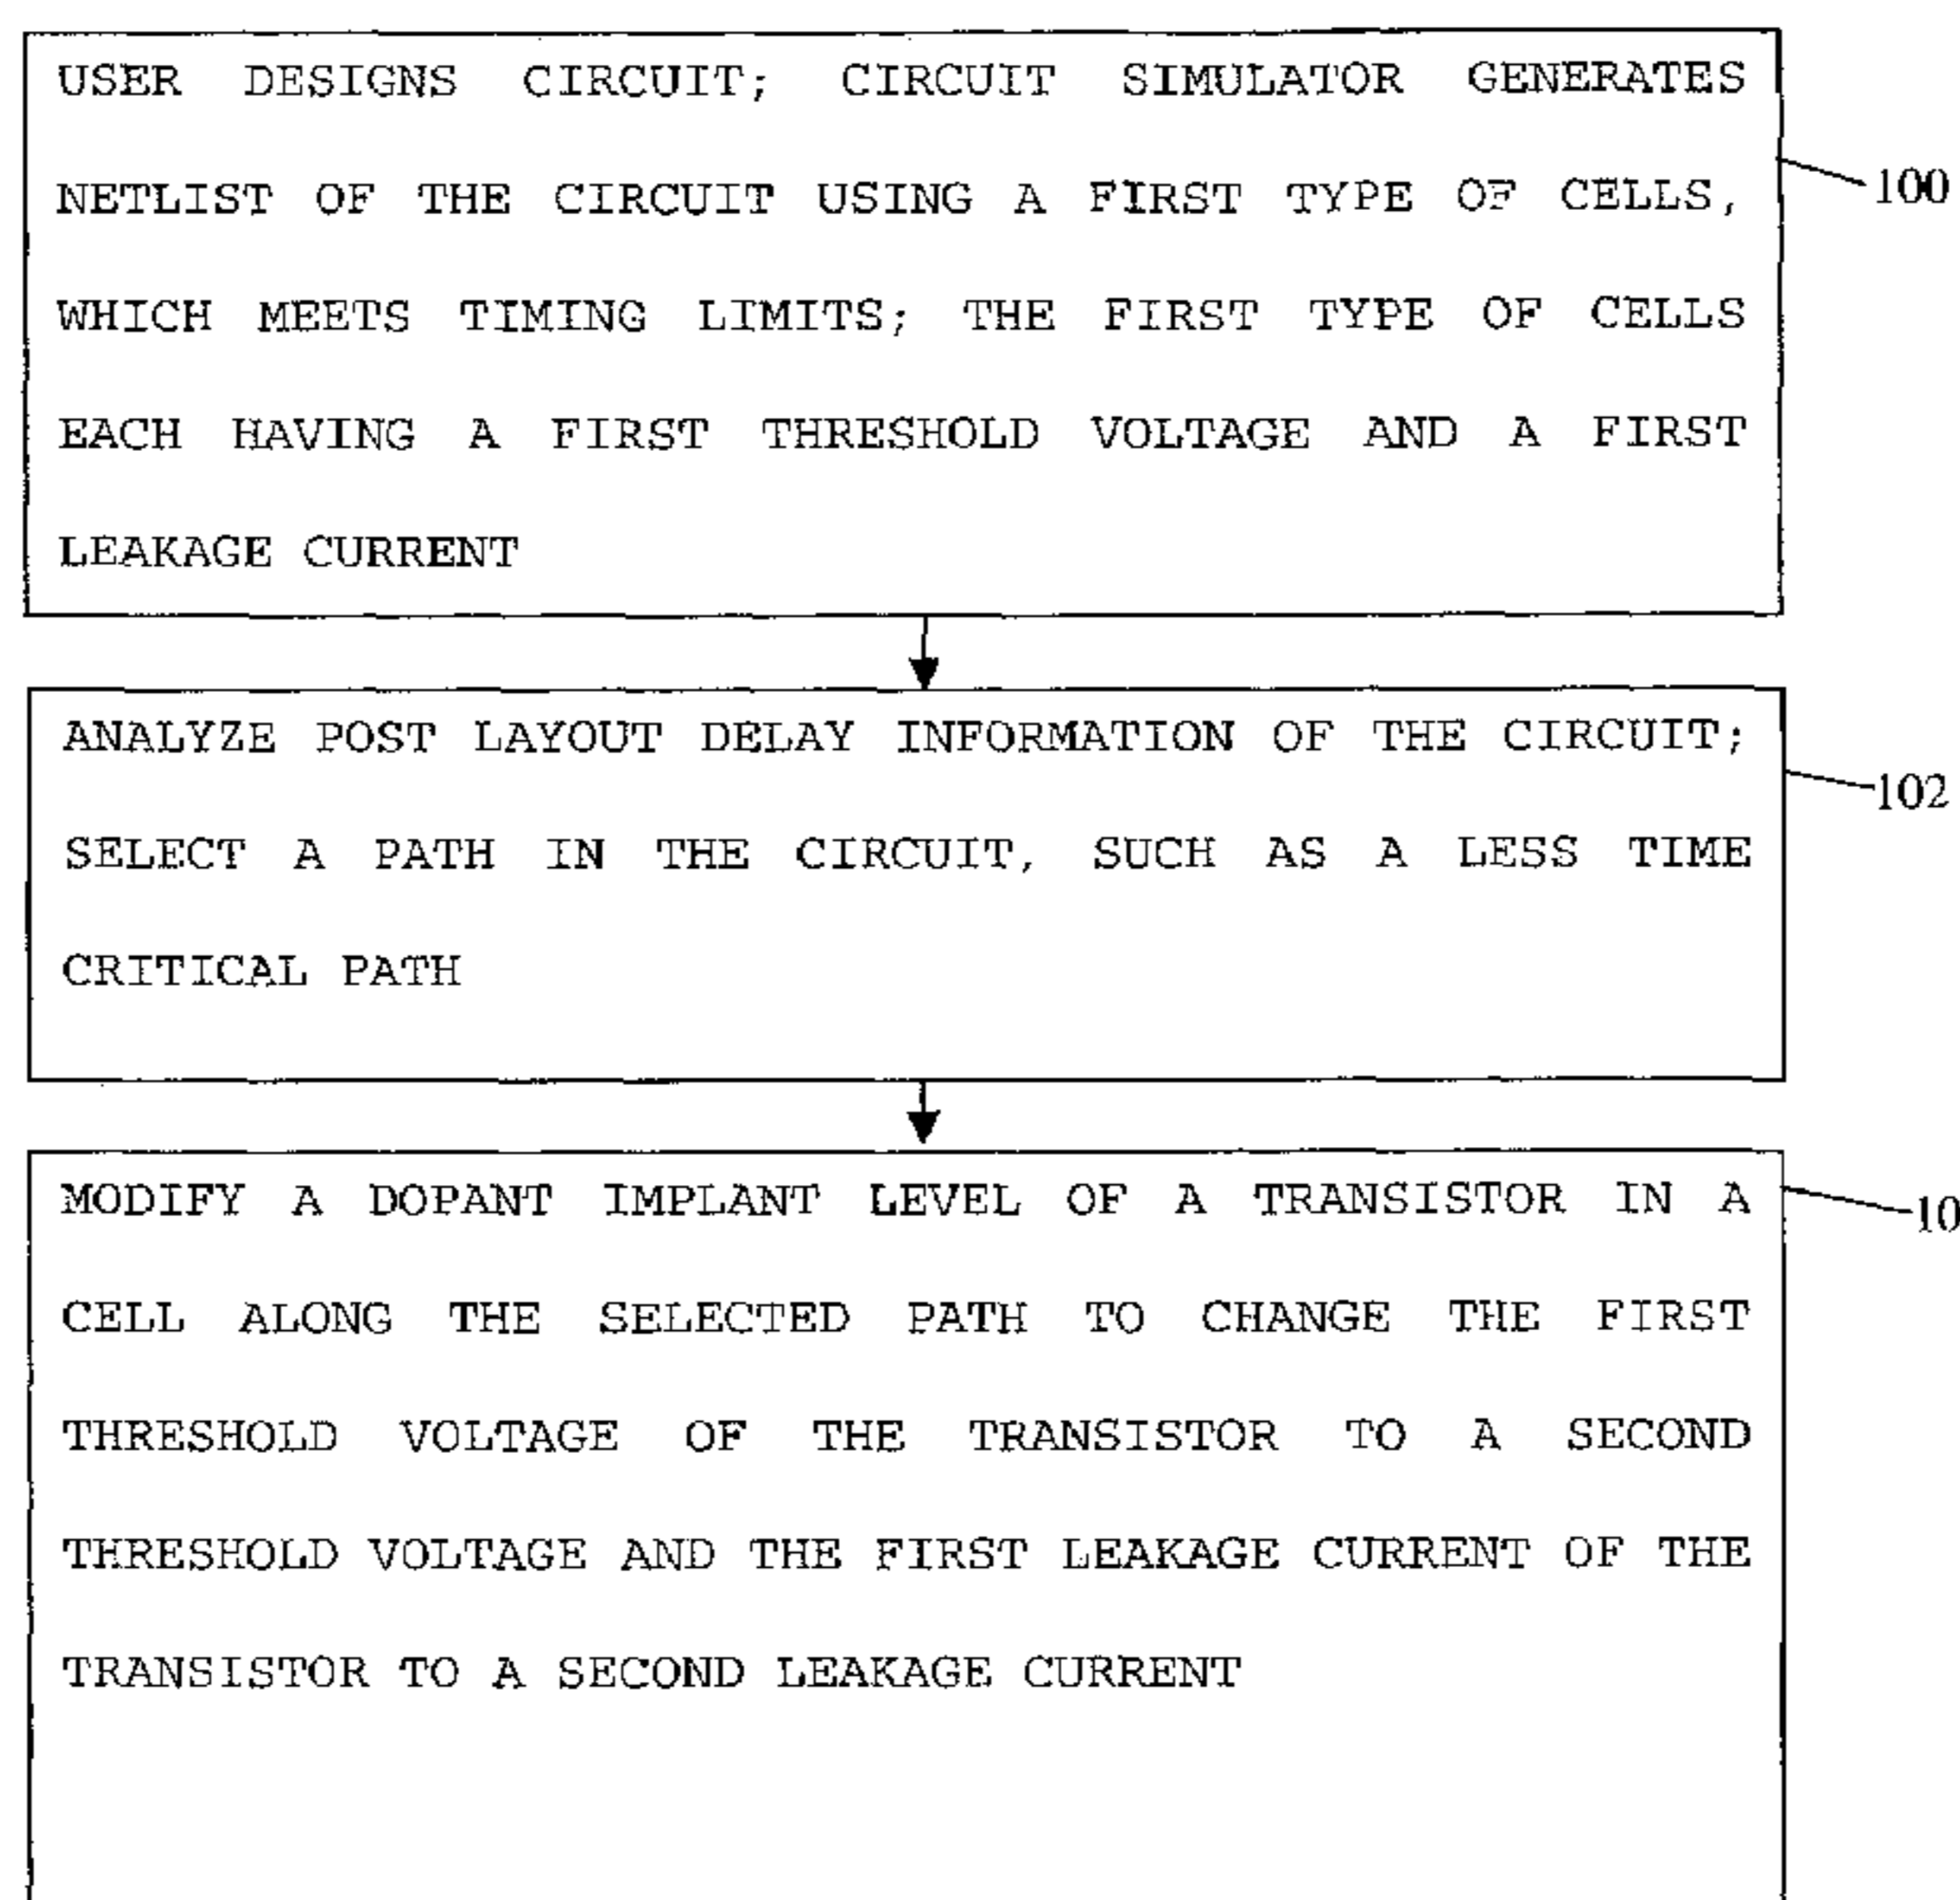 USER DESIGNS CIRCUIT; CIRCUIT SIMULATOR GENERATES
NETLIST OF THE CIRCUIT USING A FIRST TYPE OF CELLS,
100
WHICH MEETS TIMING LIMITS; THE FIRST TYPE OF CELLS
EACH HAVING A FIRST THRESHOLD VOLTAGE AND A FIRST
LEAKAGE CURRENT
ANALYZE POST LAYOUT DELAY INFORMATION OF THE CIRCUIT;
102
SELECT A PATH IN THE CIRCUIT, SUCH AS A LESS TIME
CRITICAL PATH
MODIFY A DOPANT IMPLANT LEVEL OF A TRANSISTOR IN A
10
CELL ALONG THE SELECTED PATH TO CHANGE THE FIRST
THRESHOLD VOLTAGE OF THE TRANSISTOR TO A SECOND
THRESHOLD VOLTAGE AND THE FIRST LEAKAGE CURRENT OF THE
TRANSISTOR TO A SECOND LEAKAGE CURRENT